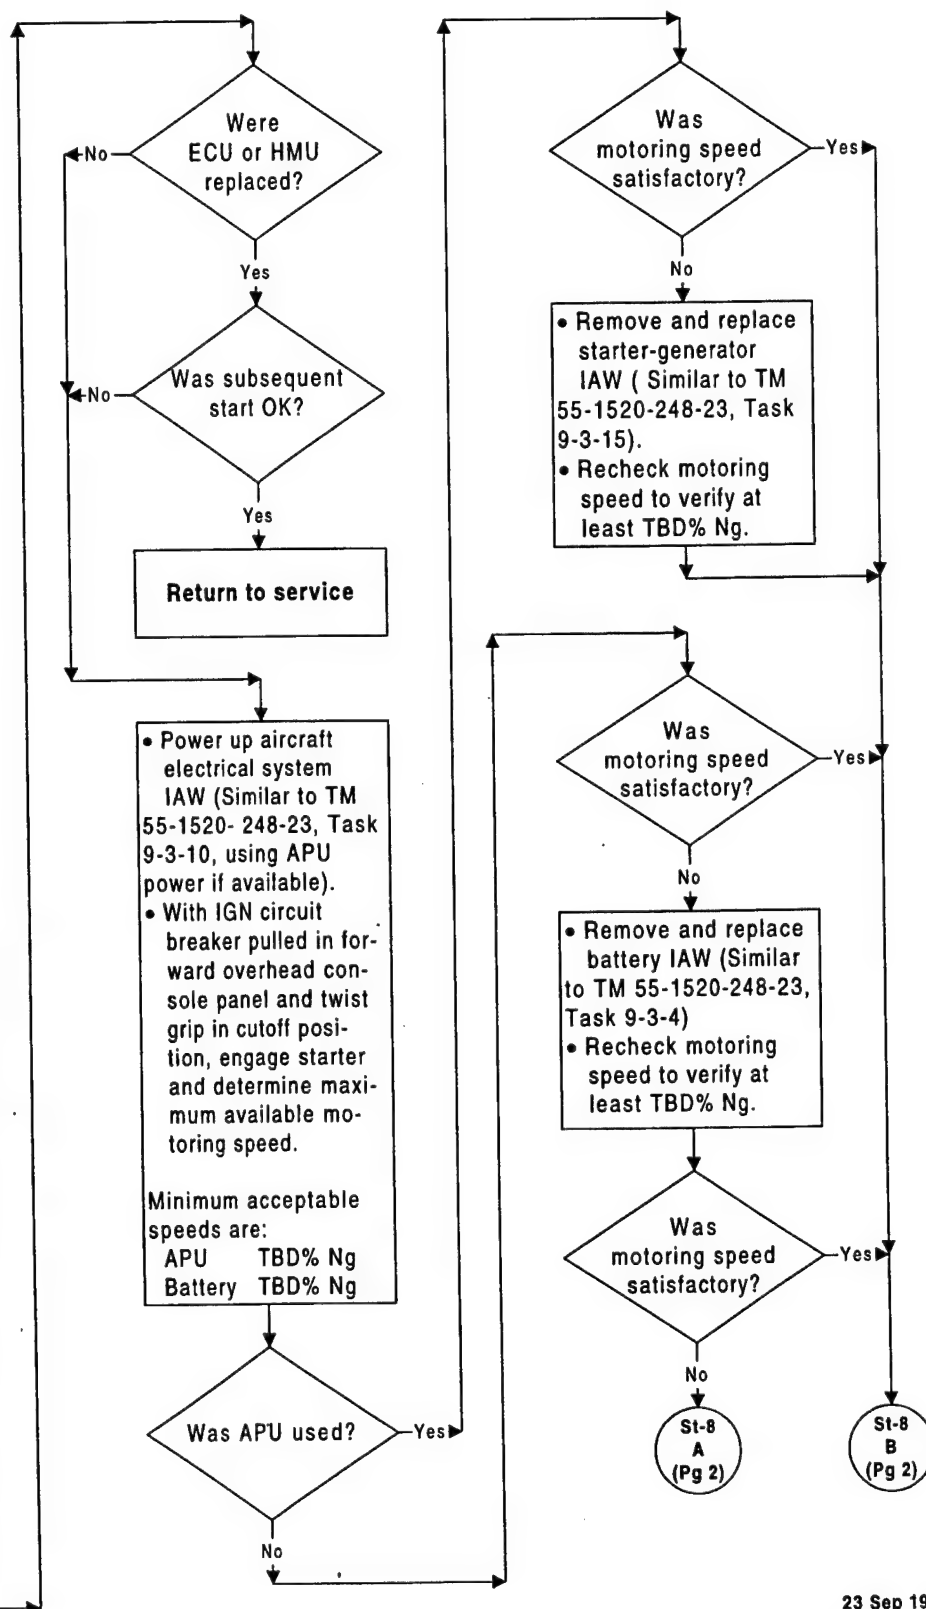 Were
ECU or HMU
replaced?
No
Yes
Was subsequent
start OK?
No
Yes
Return to service
• Power up aircraft
electrical system
IAW (Similar to TM
55-1520- 248-23, Task
9-3-10, using APU
power if available).
• With IGN circuit
breaker pulled in for-
ward overhead con-
sole panel and twist
grip in cutoff posi-
tion, engage starter
and determine maxi-
mum available mo-
toring speed.
Minimum acceptable
speeds are:
APU TBD% Ng
Battery TBD% Ng
Was APU used?
Yes
No
Was
motoring speed
satisfactory?
Yes
No
• Remove and replace
starter-generator
IAW ( Similar to TM
55-1520-248-23, Task
9-3-15).
• Recheck motoring
speed to verify at
least TBD% Ng.
Was
motoring speed
satisfactory?
Yes
No
• Remove and replace
battery IAW (Similar
to TM 55-1520-248-23,
Task 9-3-4)
• Recheck motoring
speed to verify at
least TBD% Ng.
Was
motoring speed
satisfactory?
Yes
No
St-8
A
(Pg 2)
St-8
B
(Pg 2)
23 Sep 19